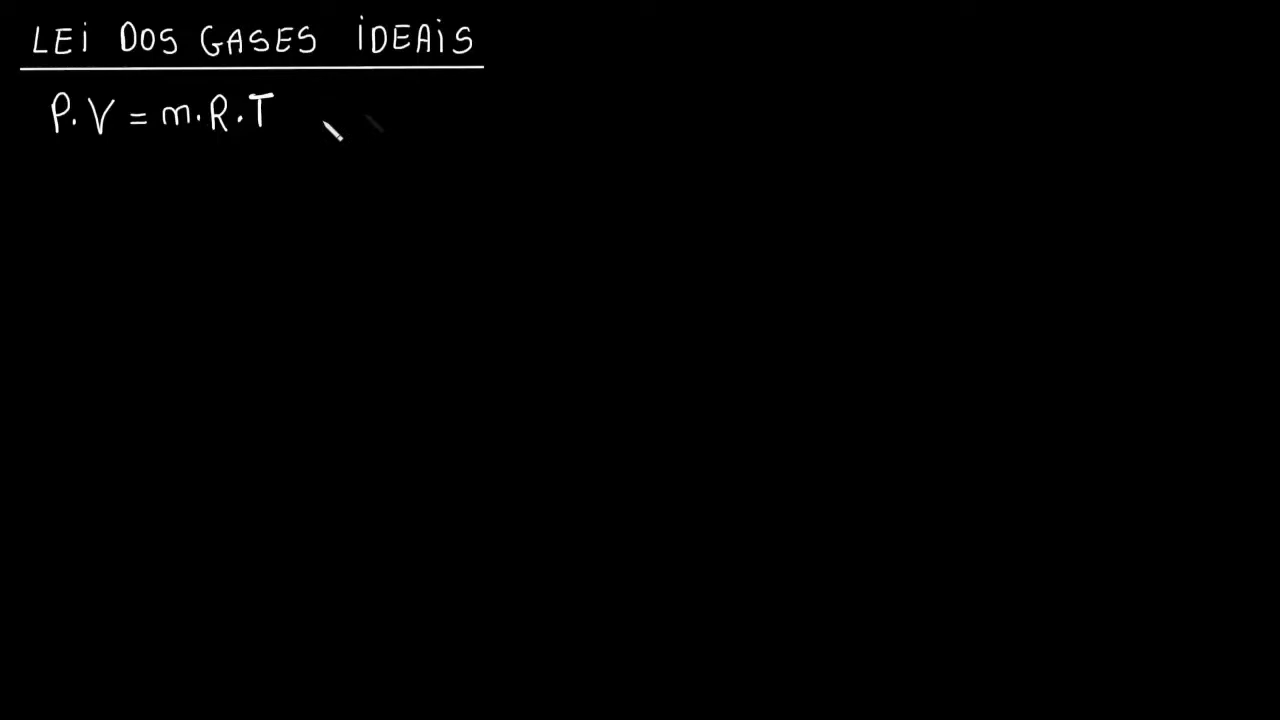 LEi DOS GASES iDEAiS
P.V = m.R.T